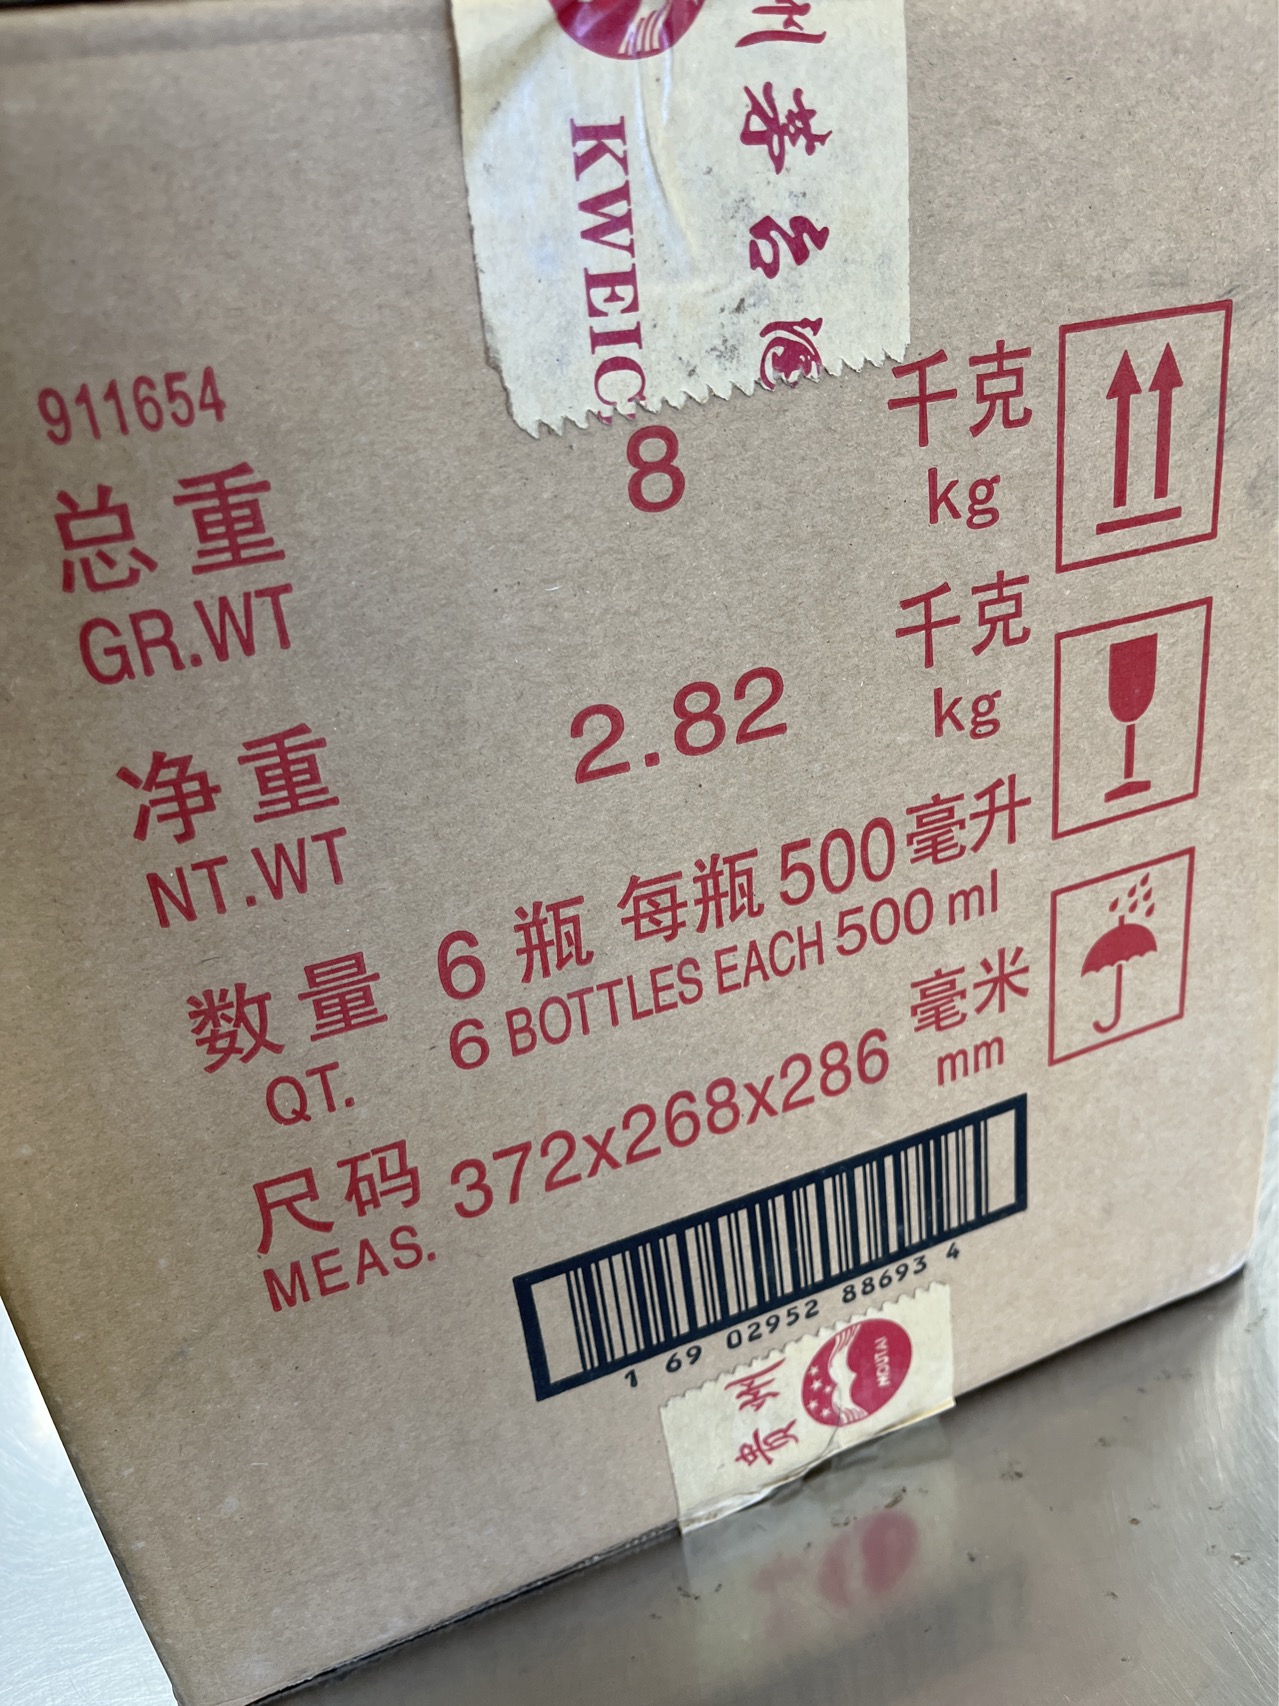 州茅台酒
KWEIC
911654
总重 8 千克
GR.WT kg
净重 2.82 千克
NT.WT kg
数量 6瓶 每瓶500毫升
QT. 6 BOTTLES EACH 500 ml
尺码 372x268x286 毫米
MEAS. mm
1 69 02952 88693 4
贵州
MOUTAI